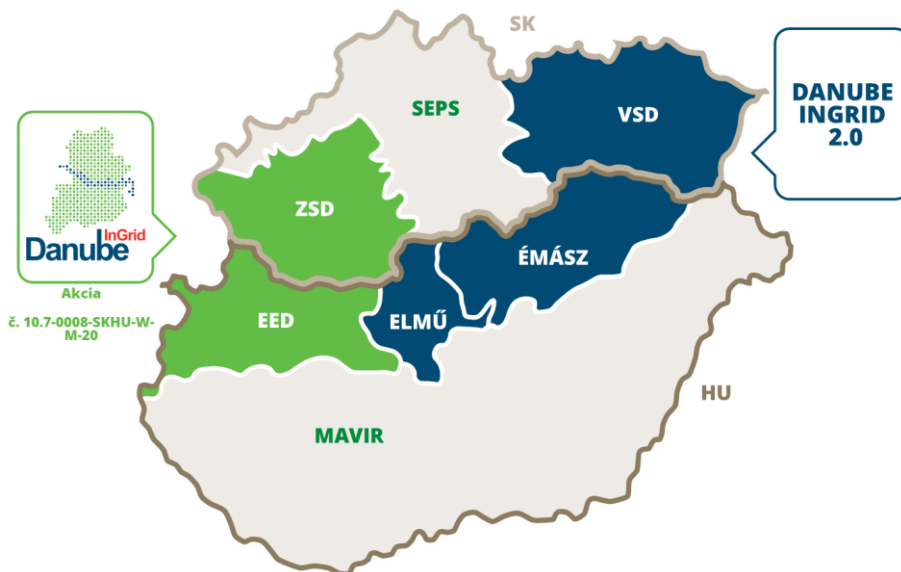 SK
SEPS
VSD
DANUBE
INGRID
2.0
ZSD
InGrid
Danube
ÉMÁSZ
Akcia
č. 10.7-0008-SKHU-W-
M-20
EED
ELMŰ
HU
MAVIR